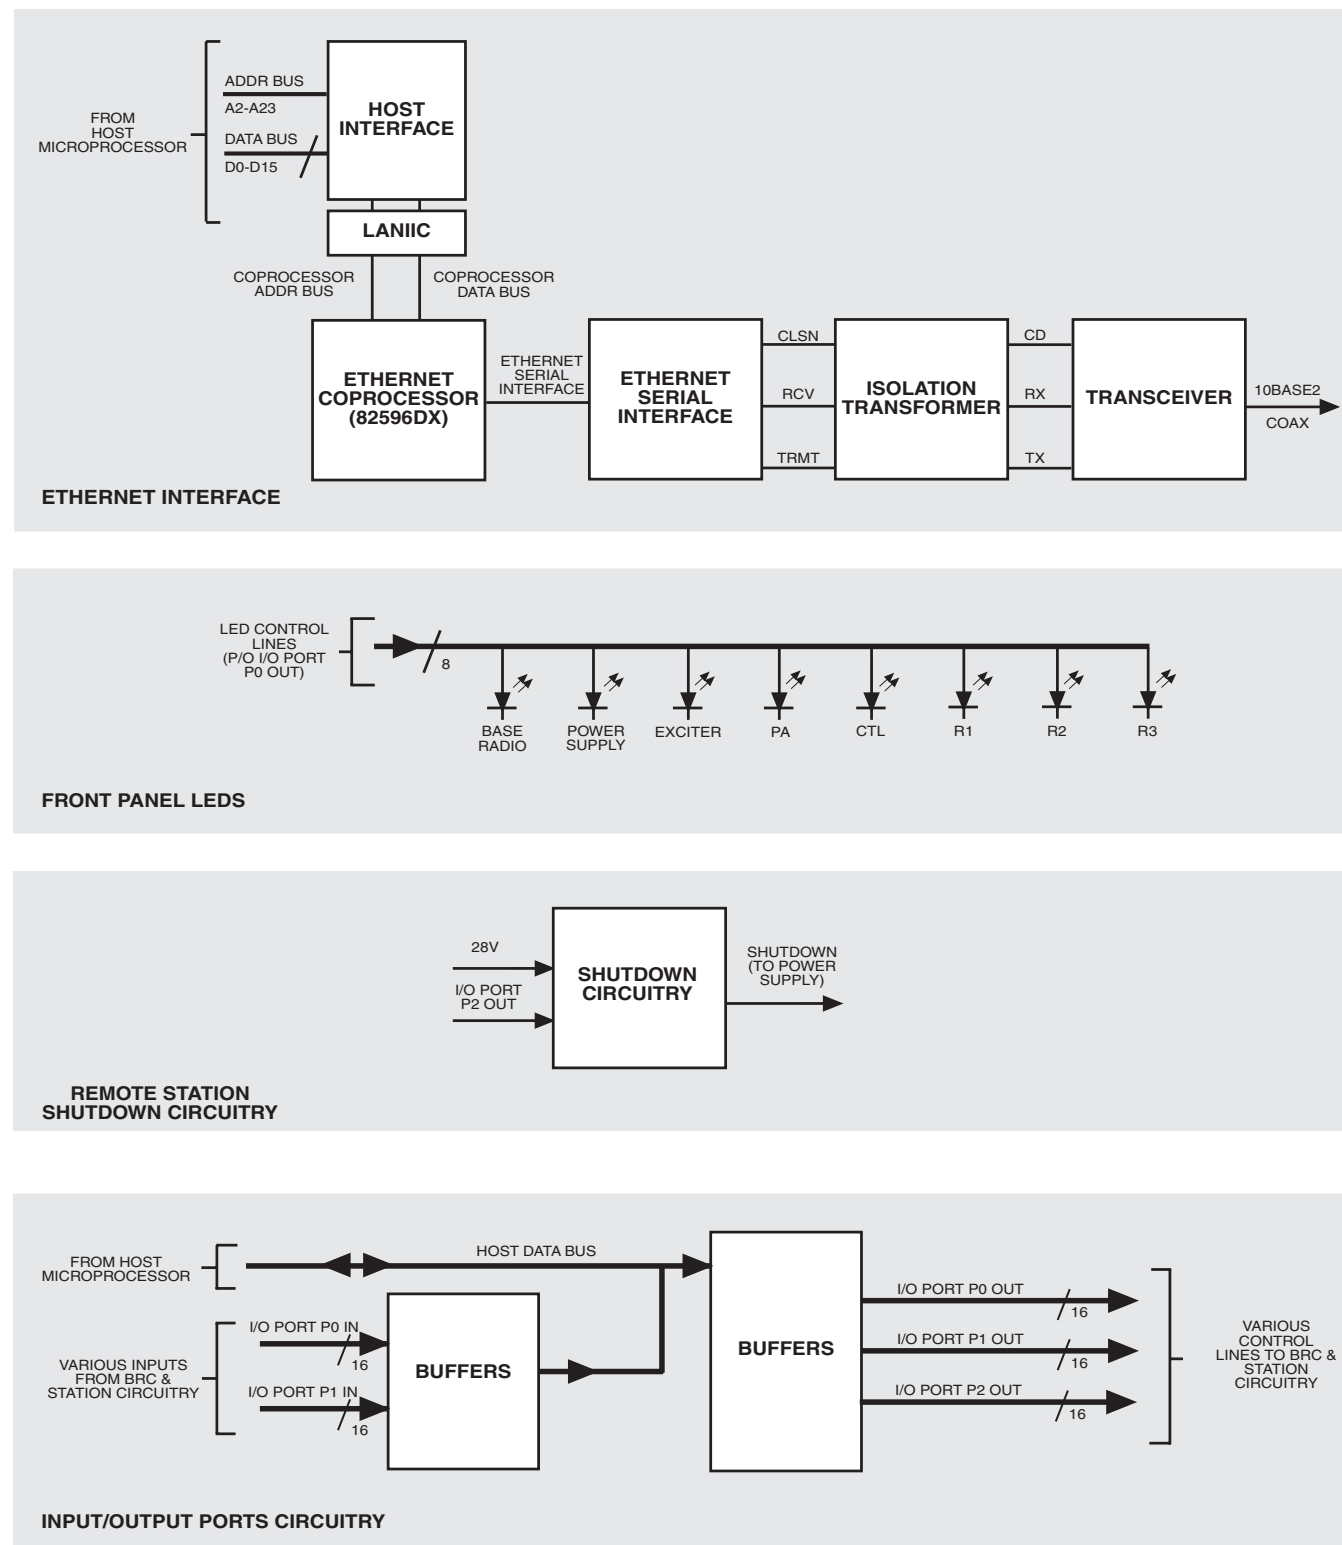 ADDR BUS
A2-A23
FROM
HOST
MICROPROCESSOR
DATA BUS
D0-D15
HOST
INTERFACE
LANIIC
COPROCESSOR
ADDR BUS
COPROCESSOR
DATA BUS
ETHERNET
COPROCESSOR
(82596DX)
ETHERNET
SERIAL
INTERFACE
ETHERNET
SERIAL
INTERFACE
CLSN
RCV
TRMT
ISOLATION
TRANSFORMER
CD
RX
TX
TRANSCEIVER
10BASE2
COAX
ETHERNET INTERFACE
LED CONTROL
LINES
(P/O I/O PORT
P0 OUT)
8
BASE
RADIO
POWER
SUPPLY
EXCITER
PA
CTL
R1
R2
R3
FRONT PANEL LEDS
28V
I/O PORT
P2 OUT
SHUTDOWN
CIRCUITRY
SHUTDOWN
(TO POWER
SUPPLY)
REMOTE STATION
SHUTDOWN CIRCUITRY
FROM HOST
MICROPROCESSOR
HOST DATA BUS
VARIOUS INPUTS
FROM BRC &
STATION CIRCUITRY
I/O PORT P0 IN
16
I/O PORT P1 IN
16
BUFFERS
BUFFERS
I/O PORT P0 OUT
16
I/O PORT P1 OUT
16
I/O PORT P2 OUT
16
VARIOUS
CONTROL
LINES TO BRC &
STATION
CIRCUITRY
INPUT/OUTPUT PORTS CIRCUITRY